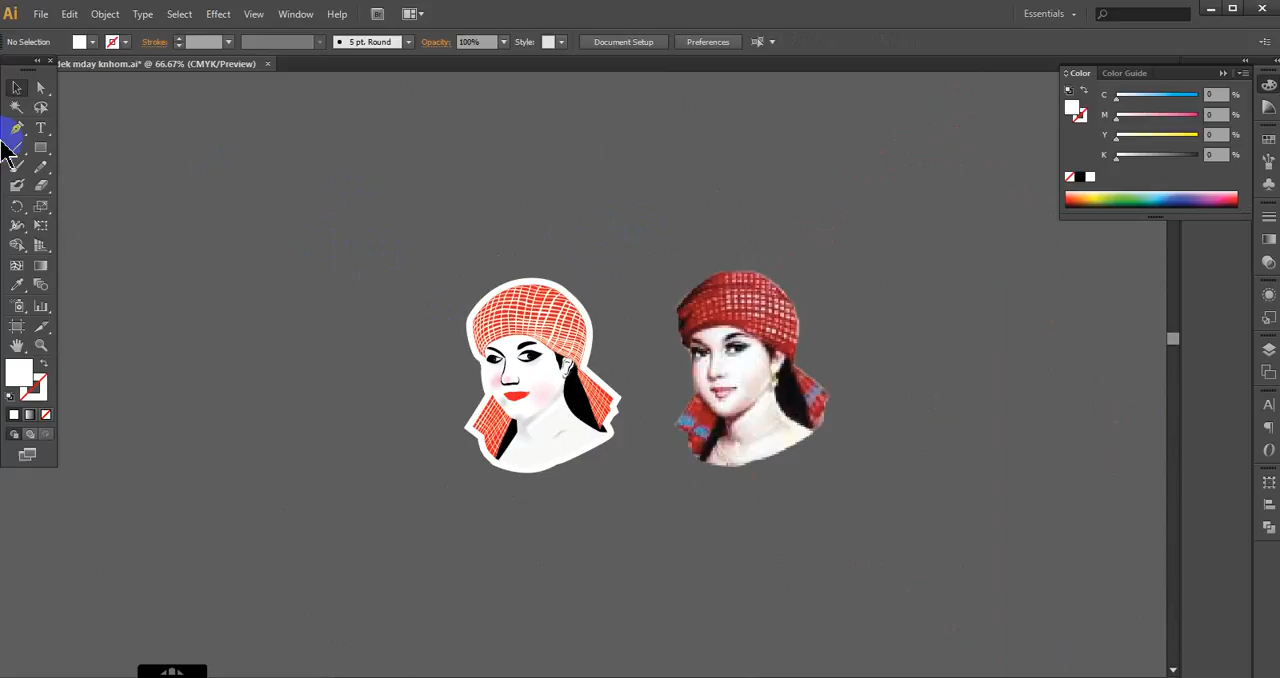 Ai File Edit Object Type Select Effect View Window Help Br Essentials
No Selection Stroke: 5 pt. Round Opacity: 100% Style: Document Setup Preferences
dek mday knhom.ai* @ 66.67% (CMYK/Preview) ×
Color Color Guide
C 0 %
M 0 %
Y 0 %
K 0 %
T
A